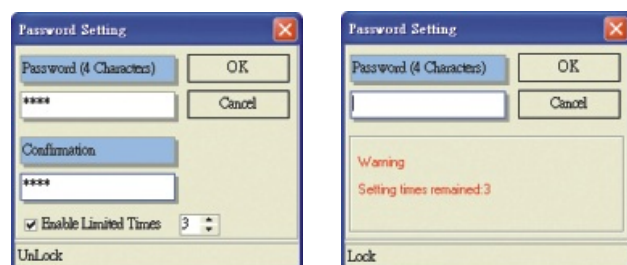 Password Setting
Password (4 Characters)
OK
****
Cancel
Confirmation
****
Enable Limited Times 3
UnLock
Password Setting
Password (4 Characters)
OK
Cancel
Warning
Setting times remained:3
Lock